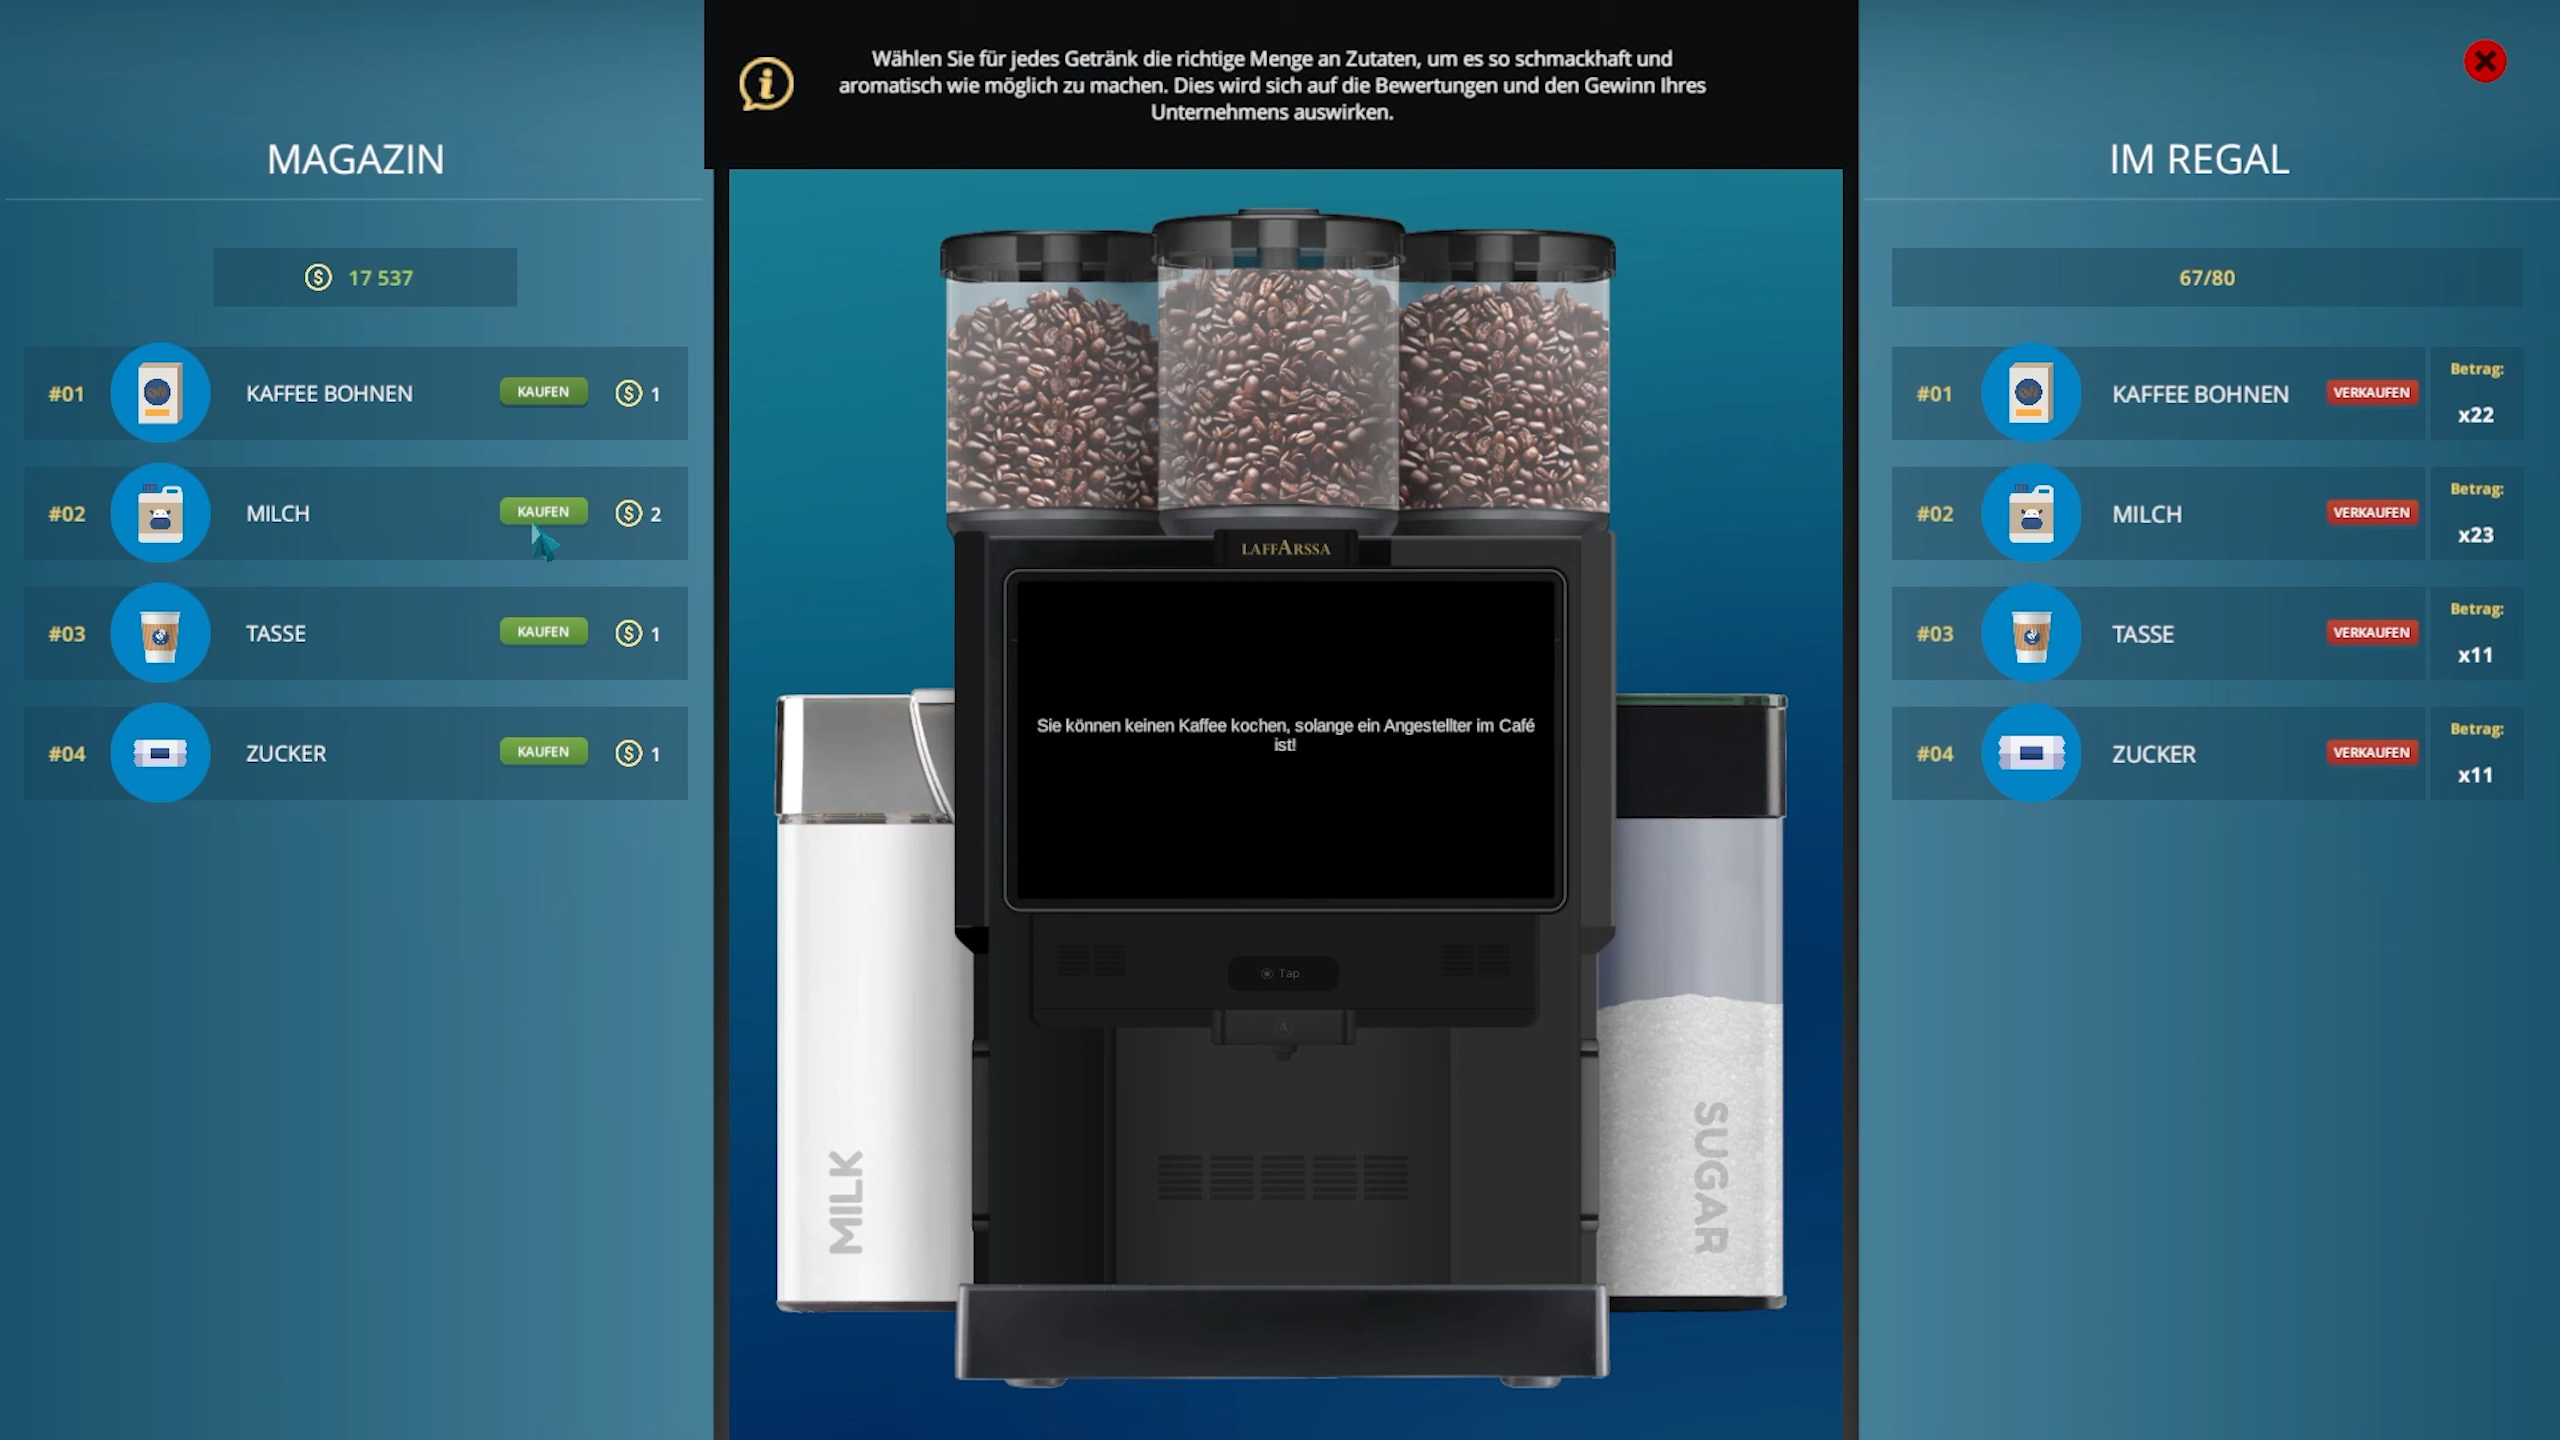 Wählen Sie für jedes Getränk die richtige Menge an Zutaten, um es so schmackhaft und
aromatisch wie möglich zu machen. Dies wird sich auf die Bewertungen und den Gewinn Ihres
Unternehmens auswirken.
MAGAZIN
17 537
#01 KAFFEE BOHNEN KAUFEN 1
#02 MILCH KAUFEN 2
#03 TASSE KAUFEN 1
#04 ZUCKER KAUFEN 1
LAFFARSSA
Sie können keinen Kaffee kochen, solange ein Angestellter im Café
ist!
Tap
A
MILK
SUGAR
IM REGAL
67/80
#01 KAFFEE BOHNEN VERKAUFEN Betrag:
x22
#02 MILCH VERKAUFEN Betrag:
x23
#03 TASSE VERKAUFEN Betrag:
x11
#04 ZUCKER VERKAUFEN Betrag:
x11